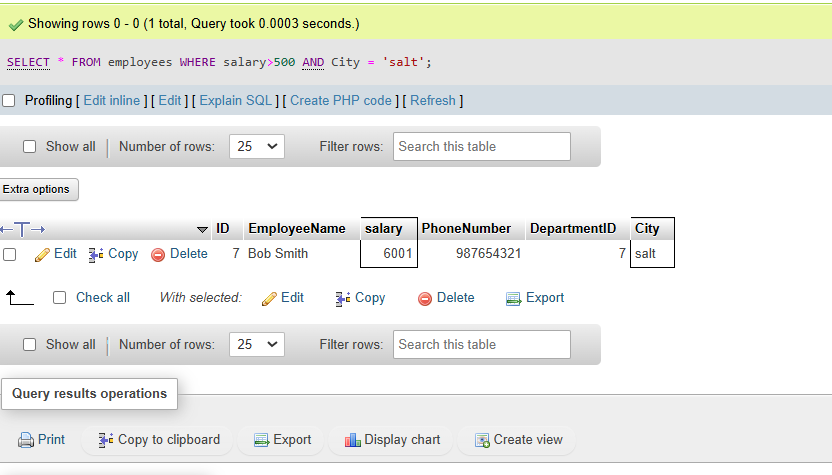 Showing rows 0 - 0 (1 total, Query took 0.0003 seconds.)
SELECT * FROM employees WHERE salary>500 AND City = 'salt';
Profiling [ Edit inline ] [ Edit ] [ Explain SQL ] [ Create PHP code ] [ Refresh ]
Show all | Number of rows: 25 Filter rows: Search this table
Extra options
←T→ ID EmployeeName salary PhoneNumber DepartmentID City
Edit Copy Delete 7 Bob Smith 6001 987654321 7 salt
Check all With selected: Edit Copy Delete Export
Show all | Number of rows: 25 Filter rows: Search this table
Query results operations
Print Copy to clipboard Export Display chart Create view